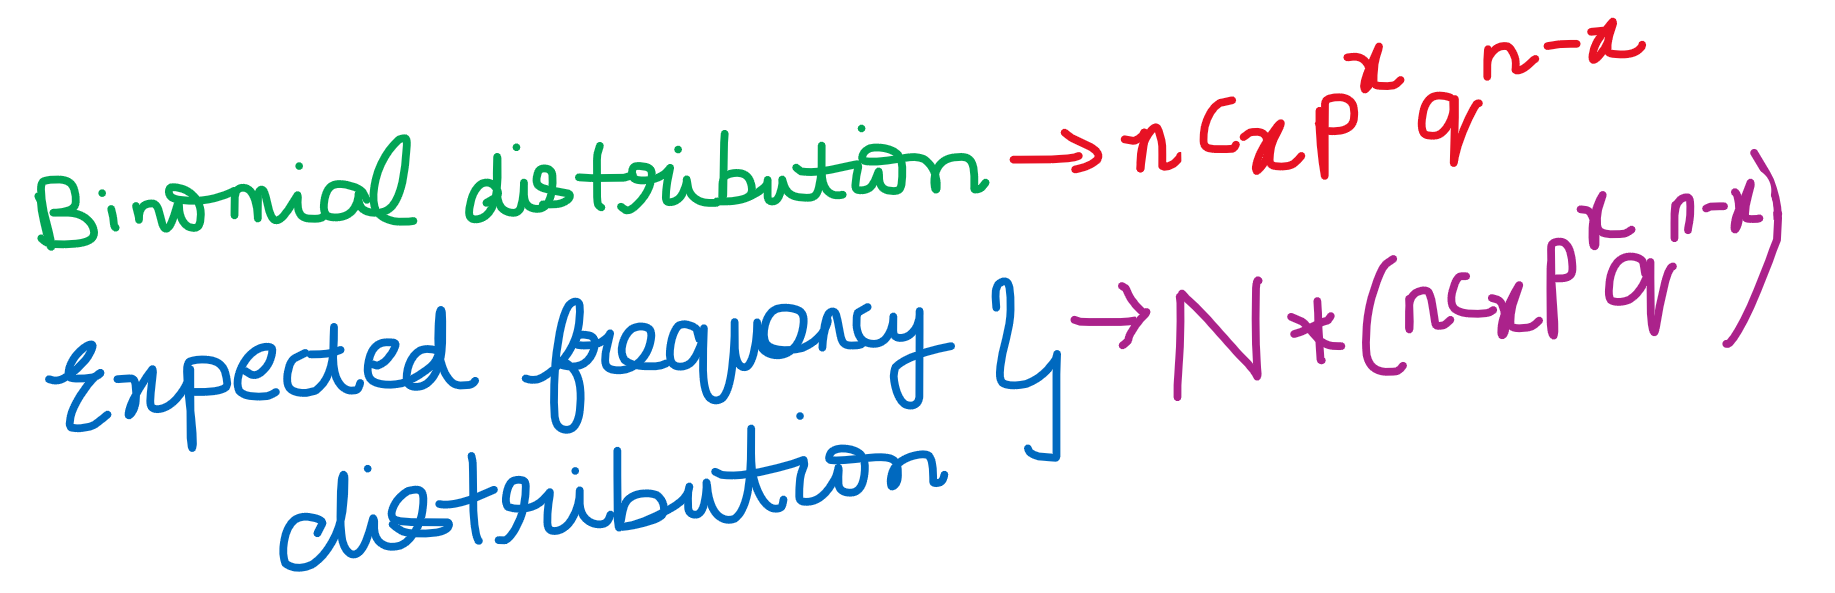 Binomial distribution → nCx p^x q^n-x
Expected frequency } → N * (nCx p^x q^n-x)
distribution